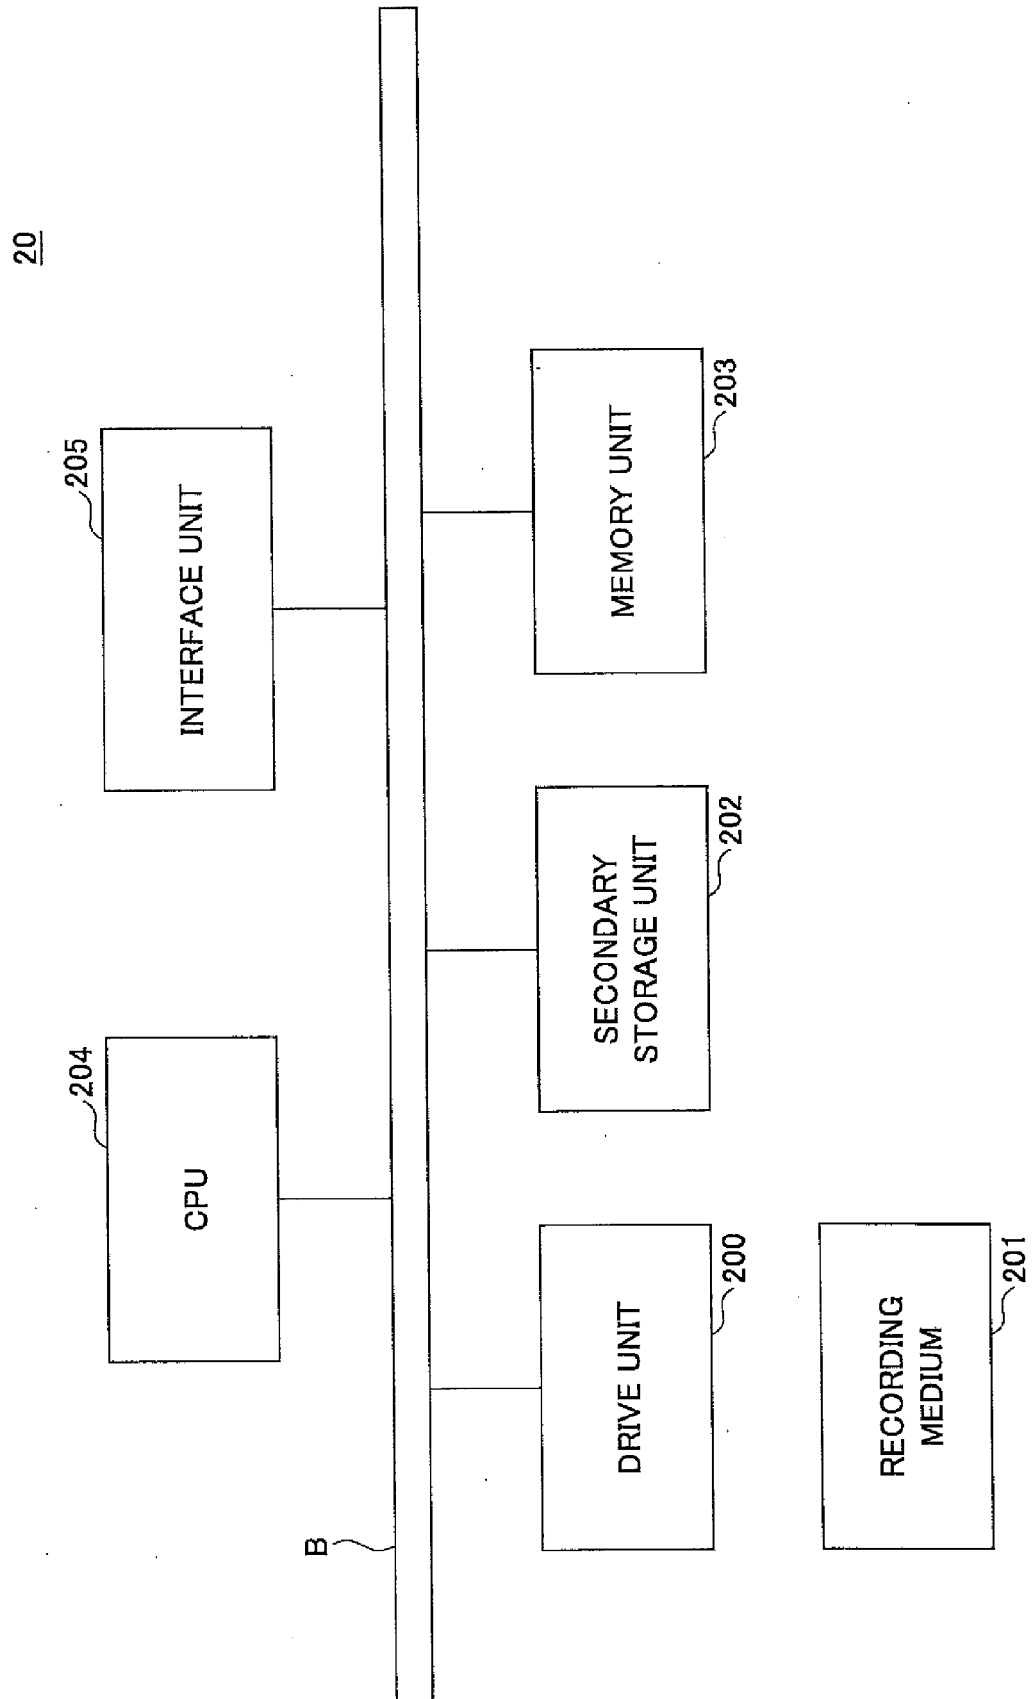 20
204
CPU
205
INTERFACE UNIT
B
DRIVE UNIT
200
SECONDARY
STORAGE UNIT
202
MEMORY UNIT
203
RECORDING
MEDIUM
201